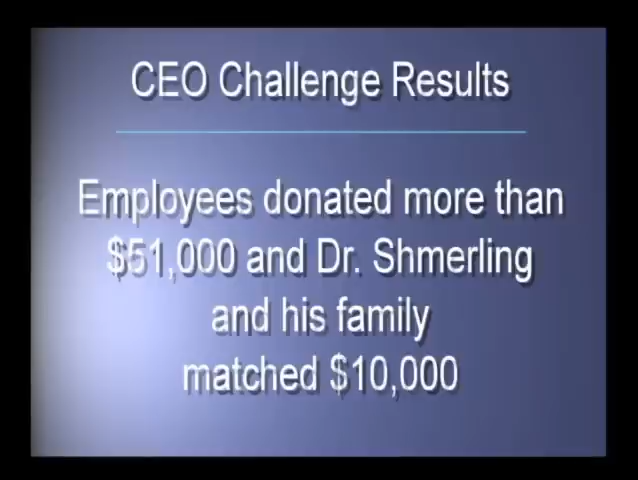 CEO Challenge Results
Employees donated more than
$51,000 and Dr. Shmerling
and his family
matched $10,000